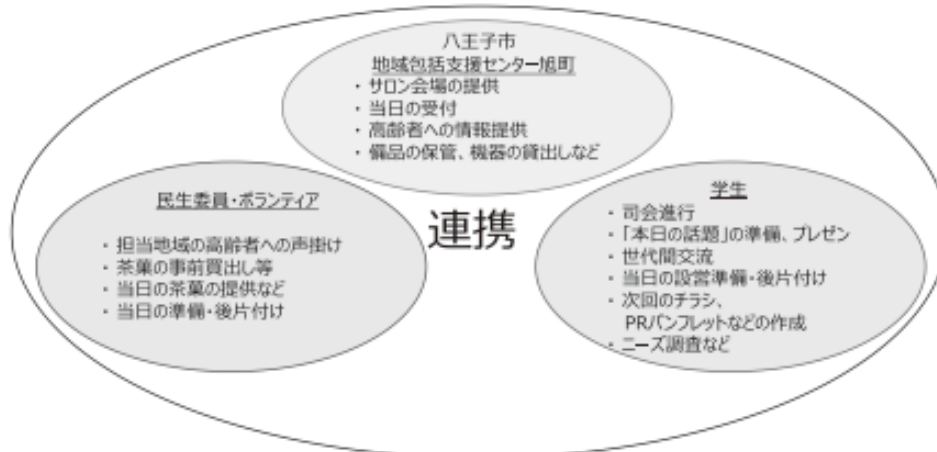 八王子市
地域包括支援センター旭町
・ サロン会場の提供
・ 当日の受付
・ 高齢者への情報提供
・ 備品の保管、機器の貸出しなど
民生委員・ボランティア
・ 担当地域の高齢者への声掛け
・ 茶菓の事前買出し等
・ 当日の茶菓の提供など
・ 当日の準備・後片付け
連携
学生
・ 司会進行
・ 「本日の話題」の準備、プレゼン
・ 世代間交流
・ 当日の設営準備・後片付け
・ 次回のチラシ、
PRパンフレットなどの作成
・ ニーズ調査など